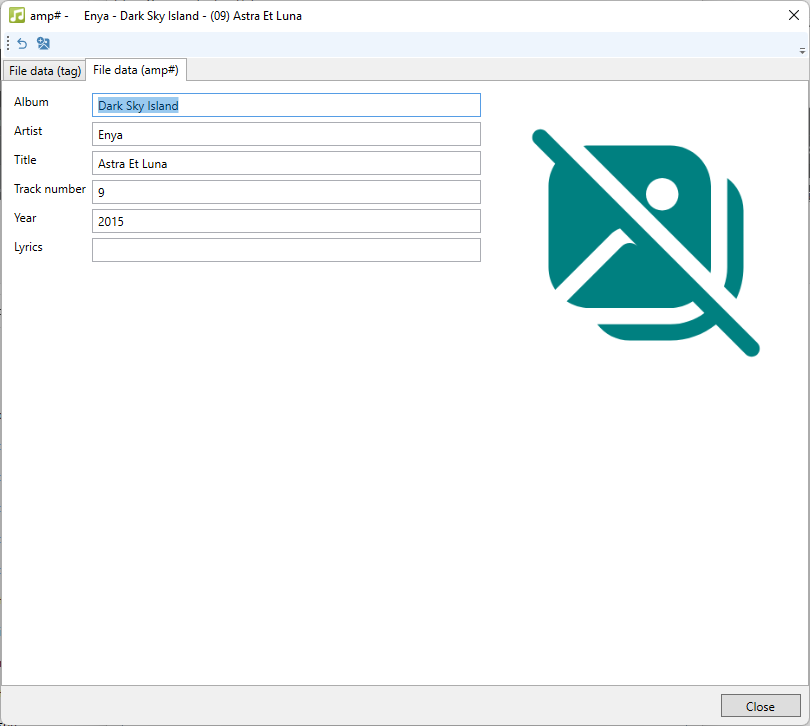 amp# - Enya - Dark Sky Island - (09) Astra Et Luna
File data (tag) File data (amp#)
Album Dark Sky Island
Artist Enya
Title Astra Et Luna
Track number 9
Year 2015
Lyrics
Close